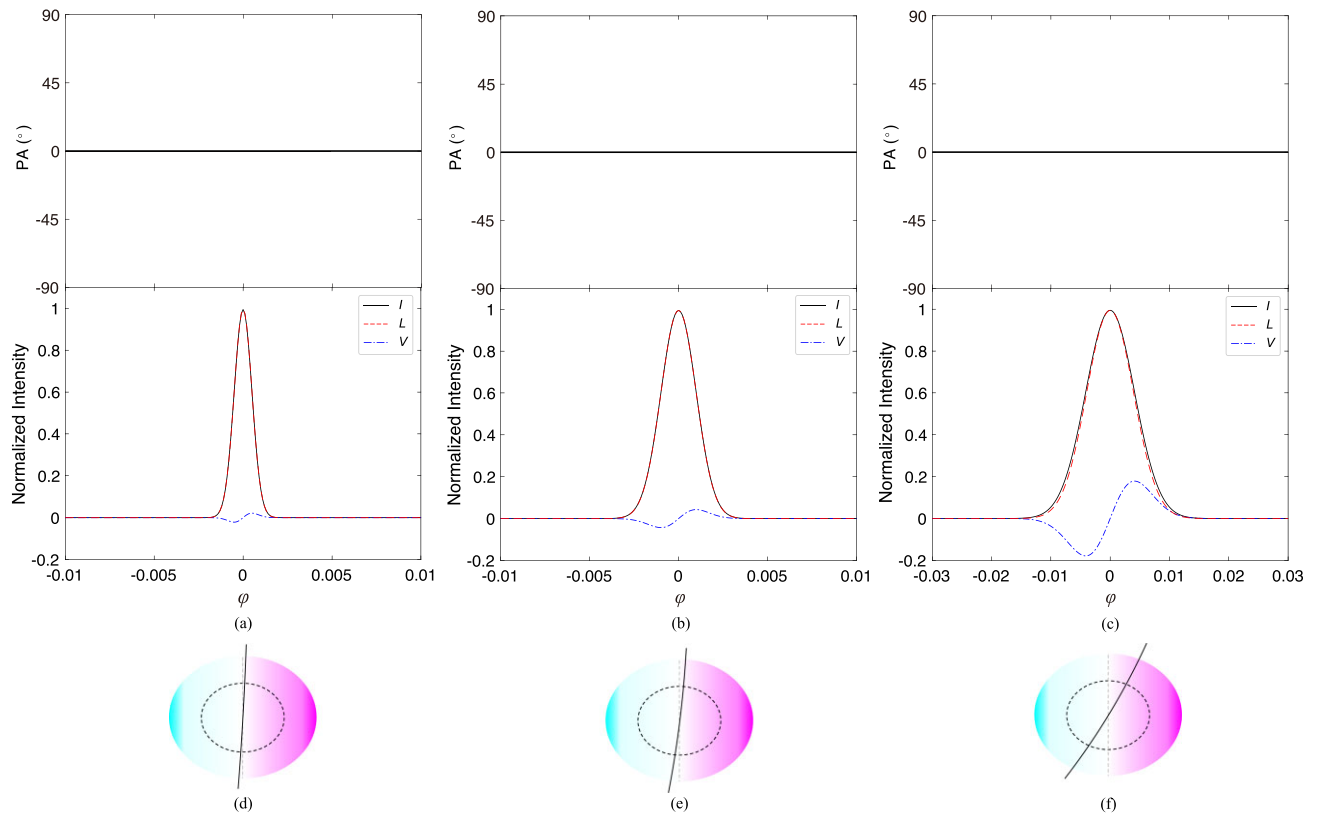 90
45
0
-45
-90
PA (°)
1
0.8
0.6
0.4
0.2
0
-0.2
Normalized Intensity
I
L
V
-0.01 -0.005 0 0.005 0.01
φ
(a)
90
45
0
-45
-90
PA (°)
1
0.8
0.6
0.4
0.2
0
-0.2
Normalized Intensity
I
L
V
-0.01 -0.005 0 0.005 0.01
φ
(b)
90
45
0
-45
-90
PA (°)
1
0.8
0.6
0.4
0.2
0
-0.2
Normalized Intensity
I
L
V
-0.03 -0.02 -0.01 0 0.01 0.02 0.03
φ
(c)
(d)
(e)
(f)